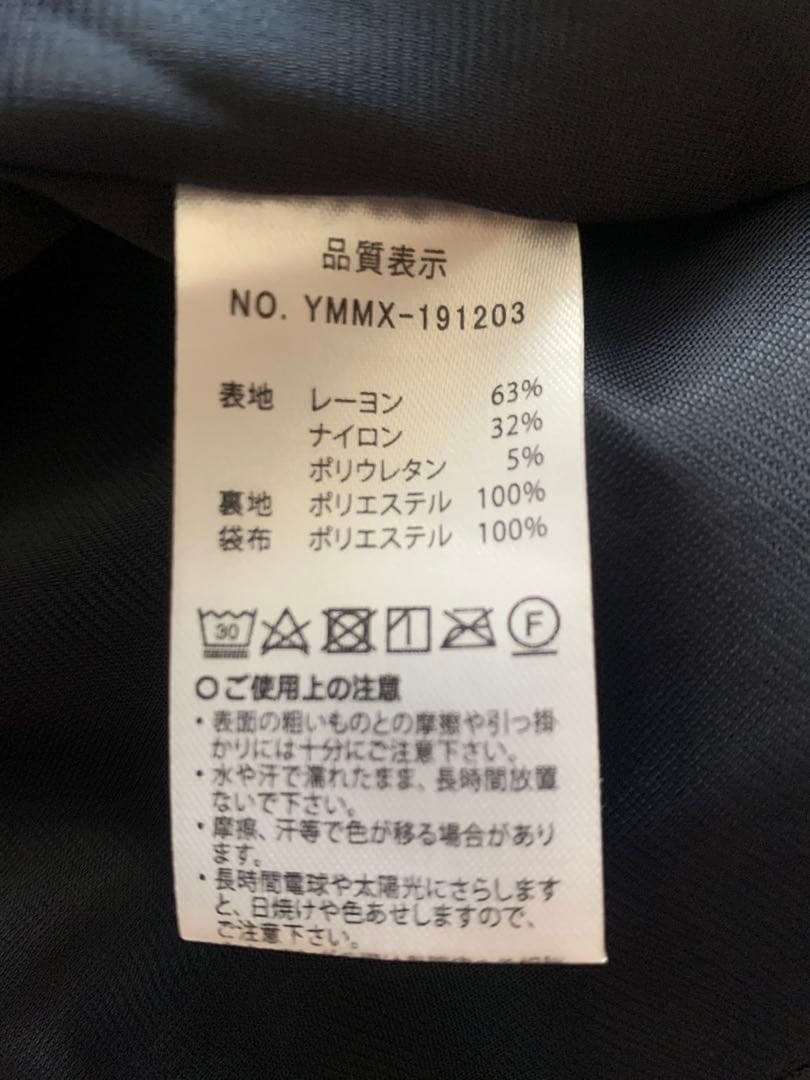 品質表示
NO. YMMX-191203
表地 レーヨン 63%
ナイロン 32%
ポリウレタン 5%
裏地 ポリエステル 100%
袋布 ポリエステル 100%
30
F
〇ご使用上の注意
・表面の粗いものとの摩擦や引っ掛
かりには十分にご注意下さい。
・水や汗で濡れたまま、長時間放置
ないで下さい。
・摩擦、汗等で色が移る場合があり
ます。
・長時間電球や太陽光にさらします
と、日焼けや色あせしますので、
ご注意下さい。